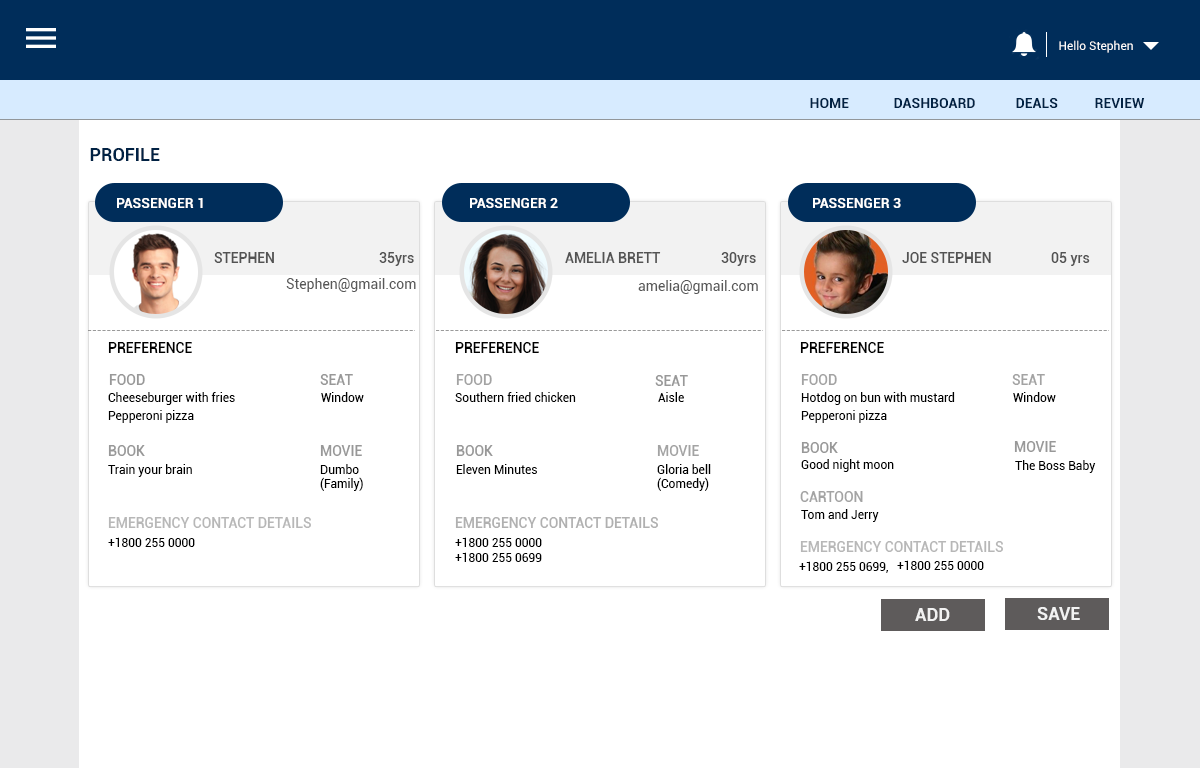 Hello Stephen
HOME DASHBOARD DEALS REVIEW
PROFILE
PASSENGER 1
STEPHEN 35yrs
Stephen@gmail.com
PREFERENCE
FOOD SEAT
Cheeseburger with fries Window
Pepperoni pizza
BOOK MOVIE
Train your brain Dumbo
(Family)
EMERGENCY CONTACT DETAILS
+1800 255 0000
PASSENGER 2
AMELIA BRETT 30yrs
amelia@gmail.com
PREFERENCE
FOOD SEAT
Southern fried chicken Aisle
BOOK MOVIE
Eleven Minutes Gloria bell
(Comedy)
EMERGENCY CONTACT DETAILS
+1800 255 0000
+1800 255 0699
PASSENGER 3
JOE STEPHEN 05 yrs
PREFERENCE
FOOD SEAT
Hotdog on bun with mustard Window
Pepperoni pizza
BOOK MOVIE
Good night moon The Boss Baby
CARTOON
Tom and Jerry
EMERGENCY CONTACT DETAILS
+1800 255 0699, +1800 255 0000
ADD SAVE